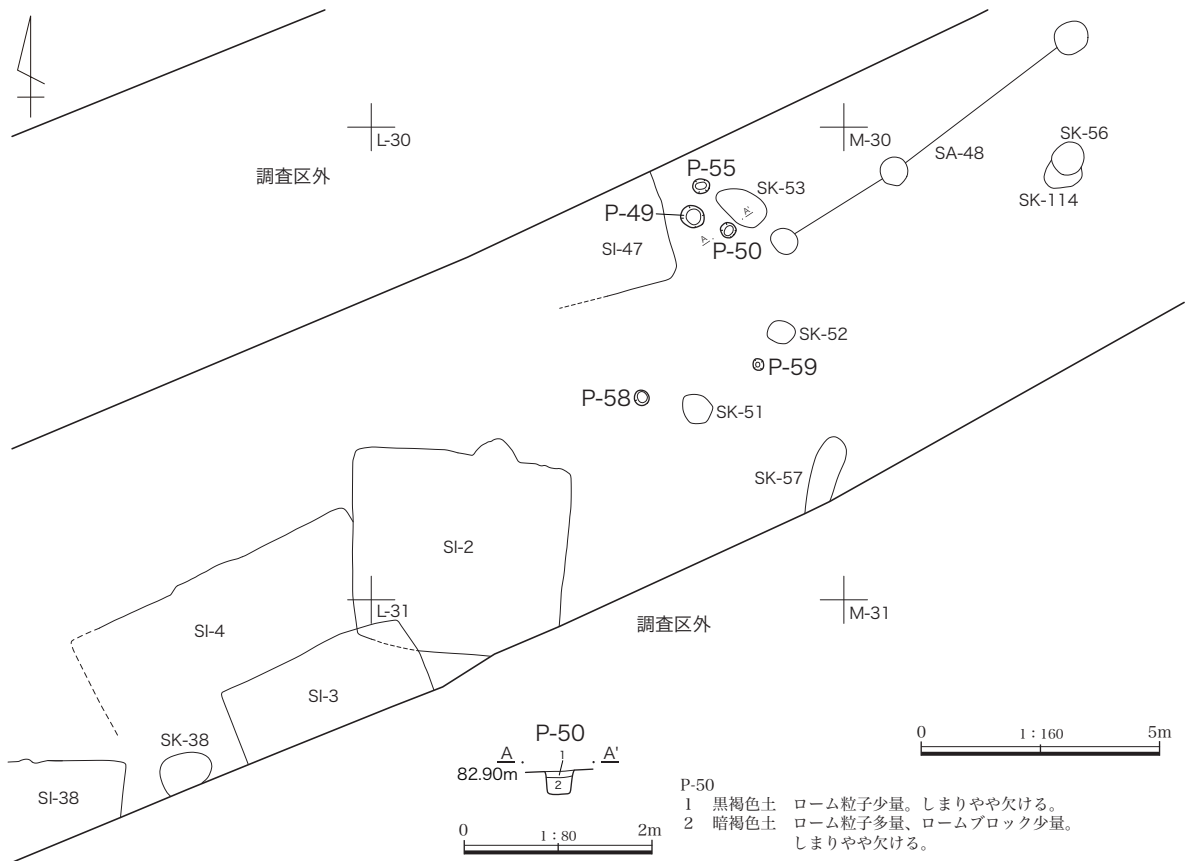 L-30
M-30
調査区外
SK-56
SA-48
SK-114
P-55
SK-53
A'
P-49
A
P-50
SI-47
SK-52
P-59
P-58
SK-51
SK-57
SI-2
L-31
M-31
調査区外
SI-4
SI-3
SK-38
SI-38
P-50
A
1
A'
82.90m
2
0
1：80
2m
0
1：160
5m
P-50
1 黒褐色土 ローム粒子少量。しまりやや欠ける。
2 暗褐色土 ローム粒子多量、ロームブロック少量。
しまりやや欠ける。